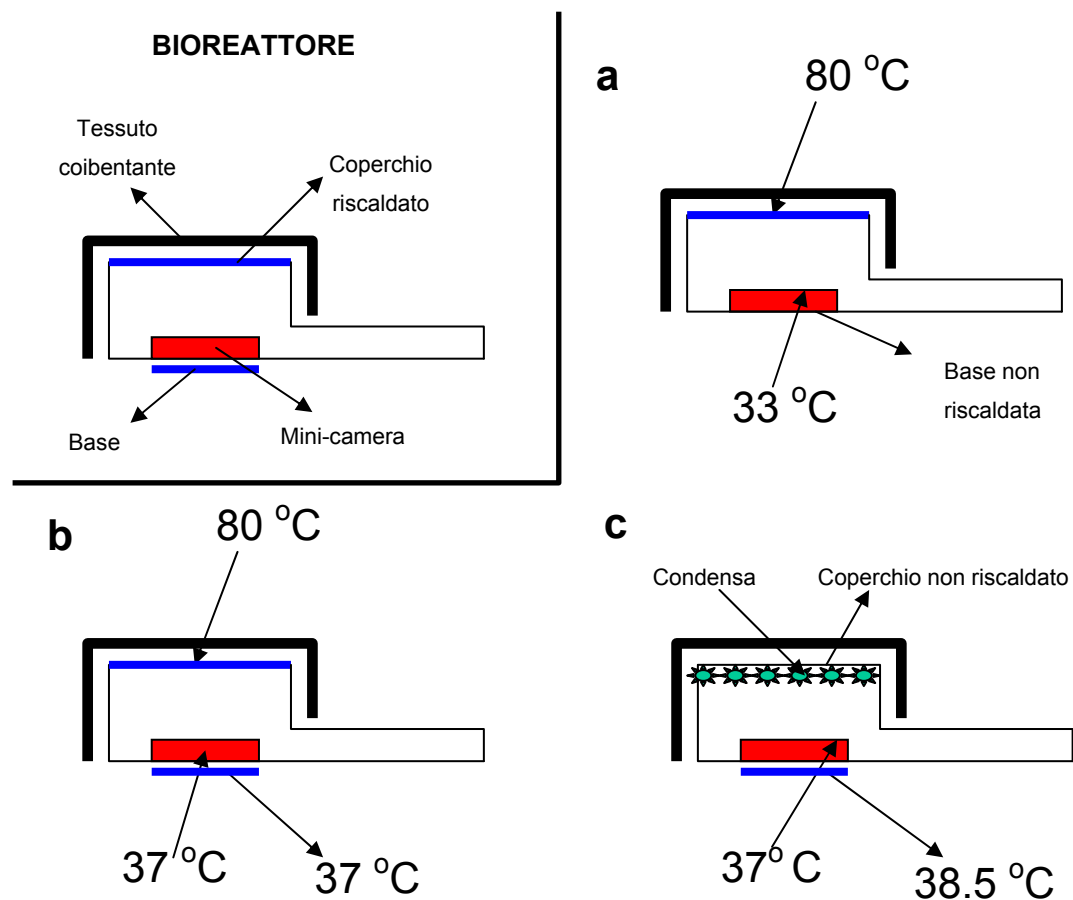 BIOREATTORE
Tessuto
coibentante
Coperchio
riscaldato
Base
Mini-camera
a
80 °C
33 °C
Base non
riscaldata
b
80 °C
37 °C
37 °C
c
Condensa
Coperchio non riscaldato
37° C
38.5 °C